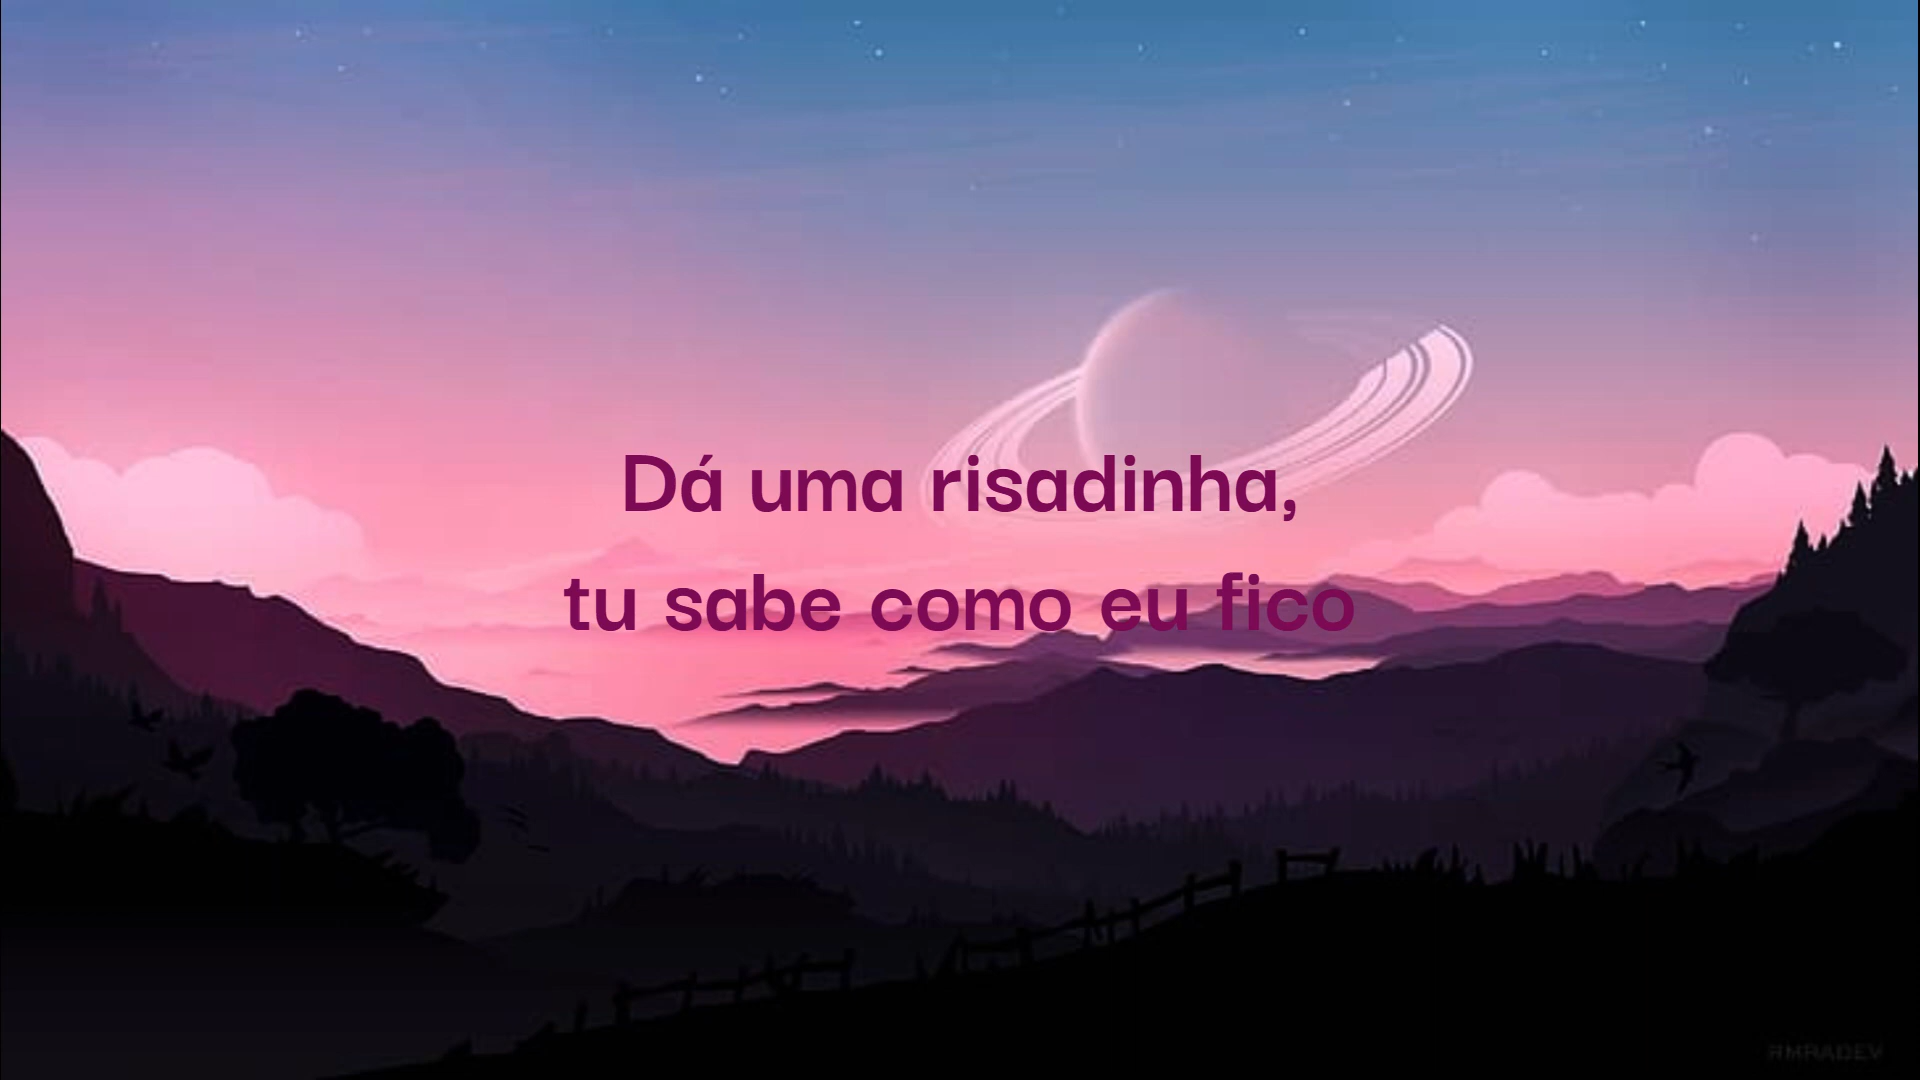 Dá uma risadinha,
tu sabe como eu fico